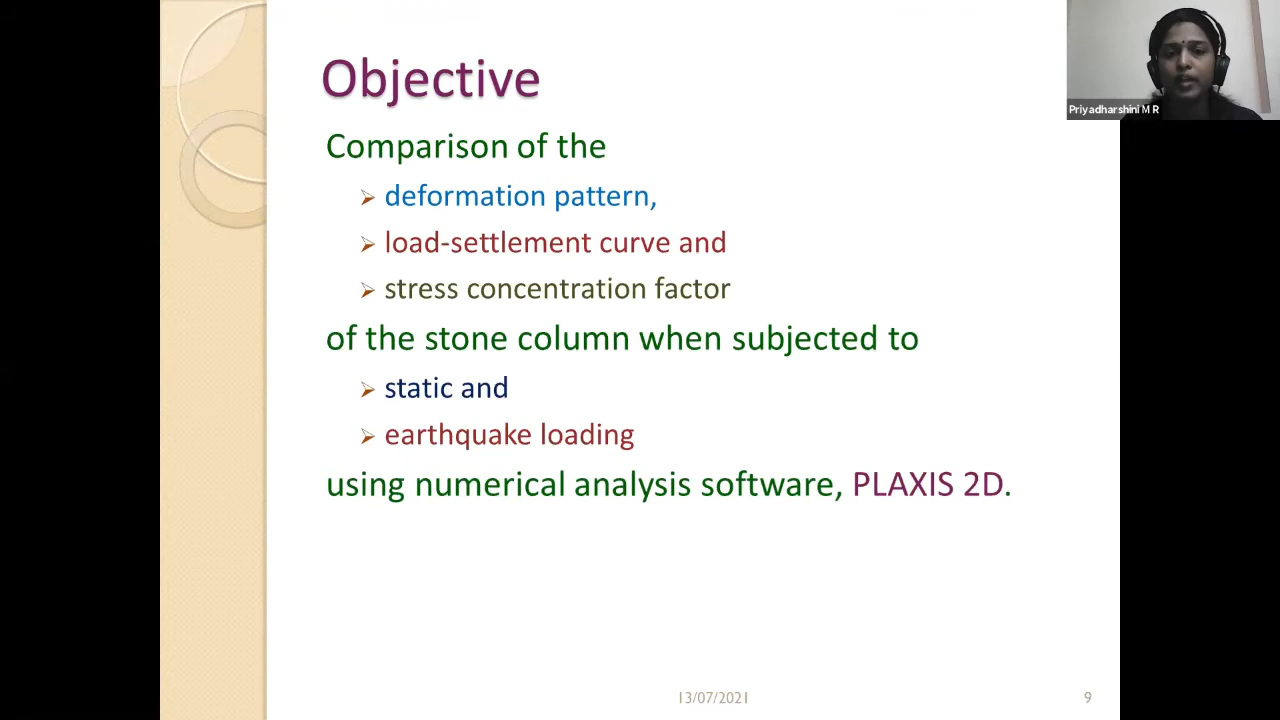 Objective
Priyadharshini M R
Comparison of the
deformation pattern,
load-settlement curve and
stress concentration factor
of the stone column when subjected to
static and
earthquake loading
using numerical analysis software, PLAXIS 2D.
13/07/2021
9